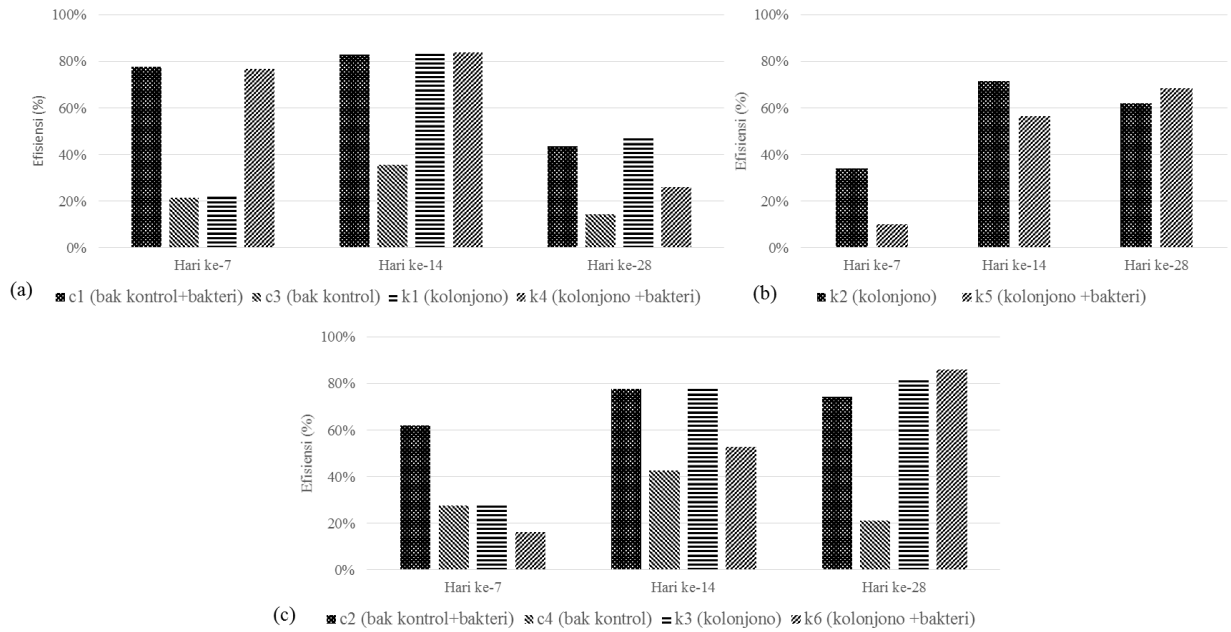 100%
80%
60%
40%
20%
0%
Efisiensi (%)
Hari ke-7 Hari ke-14 Hari ke-28
(a) c1 (bak kontrol+bakteri) c3 (bak kontrol) k1 (kolonjono) k4 (kolonjono +bakteri)
100%
80%
60%
40%
20%
0%
Efisiensi (%)
Hari ke-7 Hari ke-14 Hari ke-28
(b) k2 (kolonjono) k5 (kolonjono +bakteri)
100%
80%
60%
40%
20%
0%
Efisiensi (%)
Hari ke-7 Hari ke-14 Hari ke-28
(c) c2 (bak kontrol+bakteri) c4 (bak kontrol) k3 (kolonjono) k6 (kolonjono +bakteri)